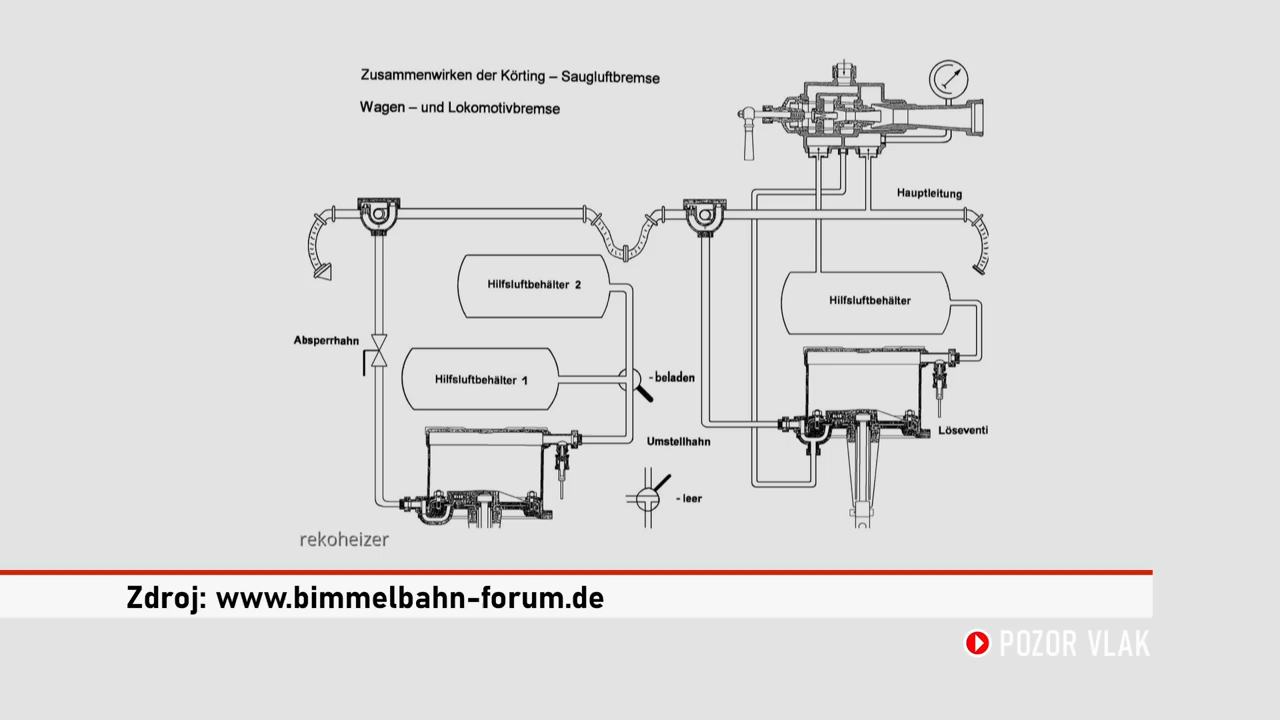 Zusammenwirken der Körting – Saugluftbremse
Wagen – und Lokomotivbremse
Hauptleitung
Hilfsluftbehälter 2
Hilfsluftbehälter
Absperrhahn
Hilfsluftbehälter 1
- beladen
Umstellhahn
Löseventi
- leer
rekoheizer
Zdroj: www.bimmelbahn-forum.de
POZOR VLAK